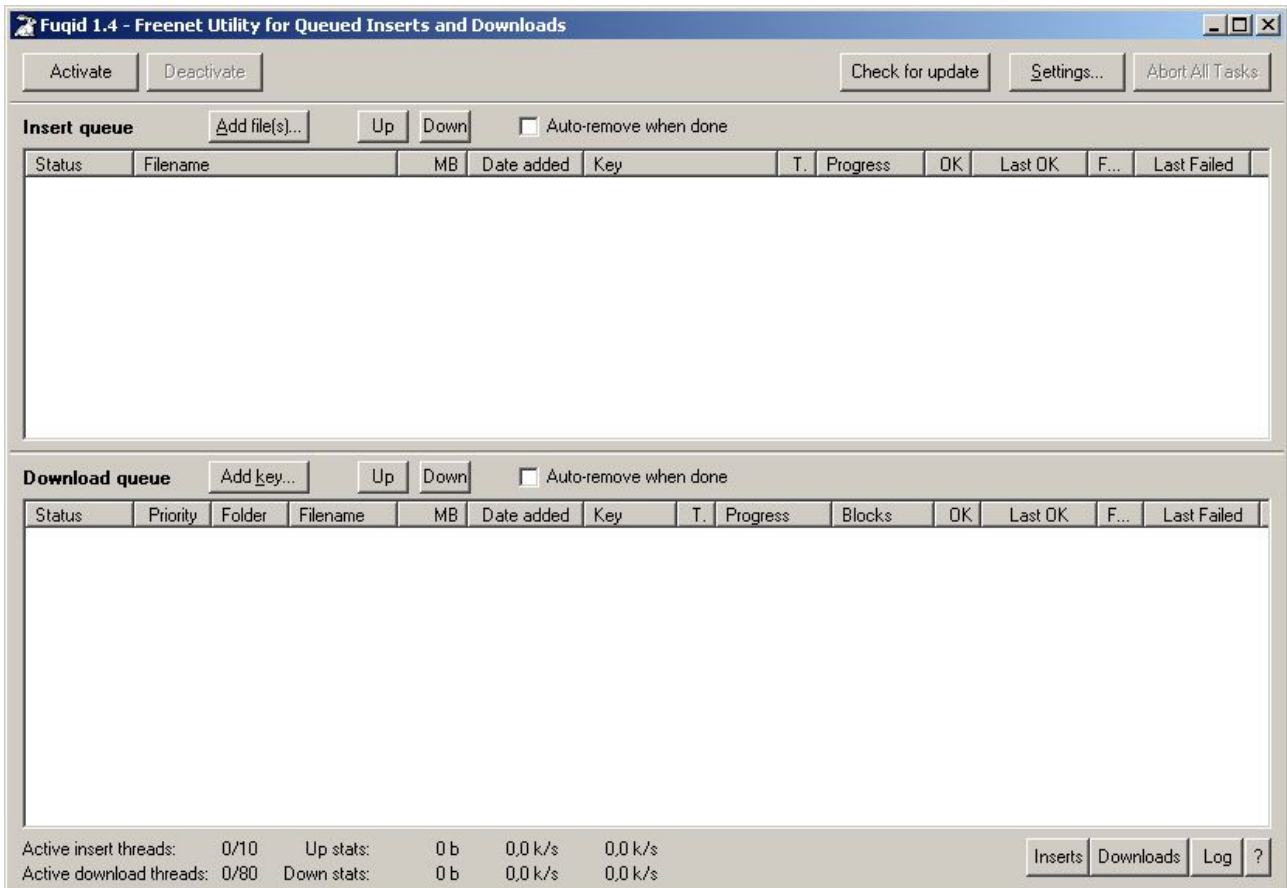 Fuqid 1.4 - Freenet Utility for Queued Inserts and Downloads
Activate Deactivate Check for update Settings... Abort All Tasks
Insert queue Add file(s)... Up Down Auto-remove when done
Status Filename MB Date added Key T. Progress OK Last OK F... Last Failed
Download queue Add key... Up Down Auto-remove when done
Status Priority Folder Filename MB Date added Key T. Progress Blocks OK Last OK F... Last Failed
Active insert threads: 0/10 Up stats: 0 b 0,0 k/s 0,0 k/s
Active download threads: 0/80 Down stats: 0 b 0,0 k/s 0,0 k/s
Inserts Downloads Log ?